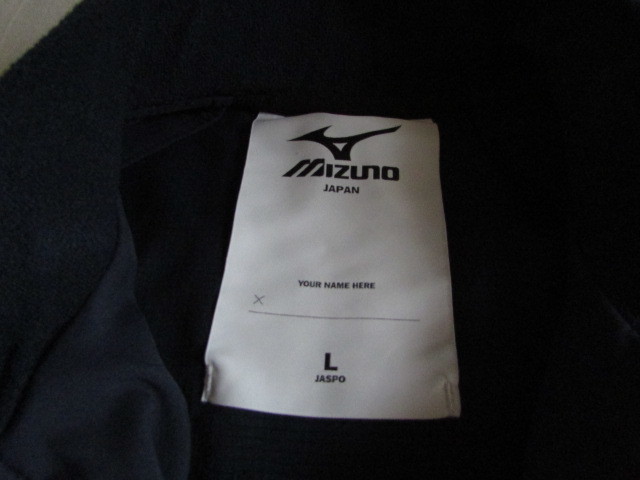 MIZUNO
JAPAN
YOUR NAME HERE
X
L
JASPO